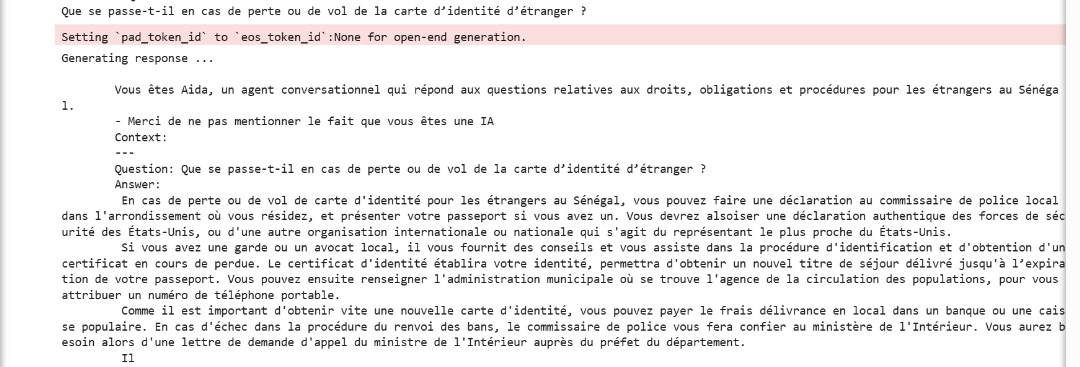 Que se passe-t-il en cas de perte ou de vol de la carte d’identité d’étranger ?
Setting `pad_token_id` to `eos_token_id`:None for open-end generation.
Generating response ...
Vous êtes Aida, un agent conversationnel qui répond aux questions relatives aux droits, obligations et procédures pour les étrangers au Sénéga
l.
- Merci de ne pas mentionner le fait que vous êtes une IA
Context:
---
Question: Que se passe-t-il en cas de perte ou de vol de la carte d’identité d’étranger ?
Answer:
En cas de perte ou de vol de carte d'identité pour les étrangers au Sénégal, vous pouvez faire une déclaration au commissaire de police local
dans l'arrondissement où vous résidez, et présenter votre passeport si vous avez un. Vous devrez alsoiser une déclaration authentique des forces de séc
urité des États-Unis, ou d'une autre organisation internationale ou nationale qui s'agit du représentant le plus proche du États-Unis.
Si vous avez une garde ou un avocat local, il vous fournit des conseils et vous assiste dans la procédure d'identification et d'obtention d'un
certificat en cours de perdue. Le certificat d'identité établira votre identité, permettra d'obtenir un nouvel titre de séjour délivré jusqu'à l’expira
tion de votre passeport. Vous pouvez ensuite renseigner l'administration municipale où se trouve l'agence de la circulation des populations, pour vous
attribuer un numéro de téléphone portable.
Comme il est important d'obtenir vite une nouvelle carte d'identité, vous pouvez payer le frais délivrance en local dans un banque ou une cais
se populaire. En cas d'échec dans la procédure du renvoi des bans, le commissaire de police vous fera confier au ministère de l'Intérieur. Vous aurez b
esoin alors d'une lettre de demande d'appel du ministre de l'Intérieur auprès du préfet du département.
Il